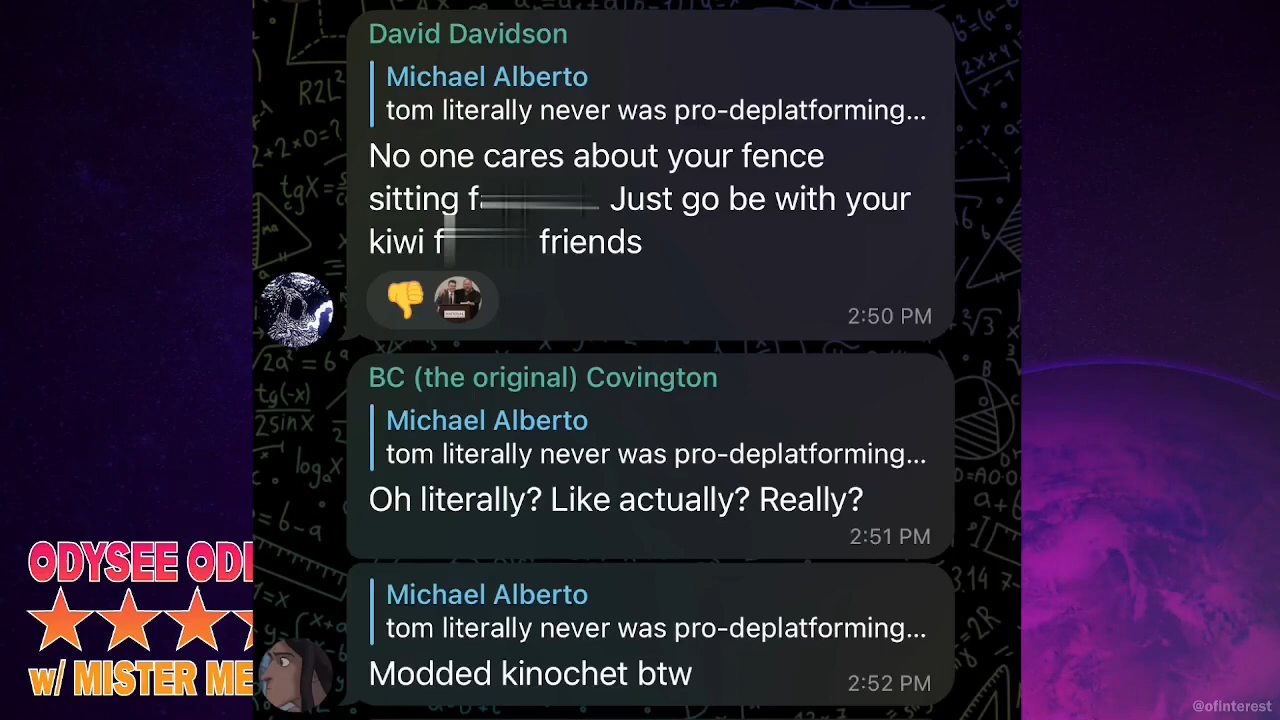 David Davidson
Michael Alberto
tom literally never was pro-deplatforming...
No one cares about your fence
sitting f Just go be with your
kiwi f friends
2:50 PM
BC (the original) Covington
Michael Alberto
tom literally never was pro-deplatforming...
Oh literally? Like actually? Really?
2:51 PM
Michael Alberto
tom literally never was pro-deplatforming...
Modded kinochet btw
2:52 PM
ODYSEE
w/ MISTER
@ofinterest